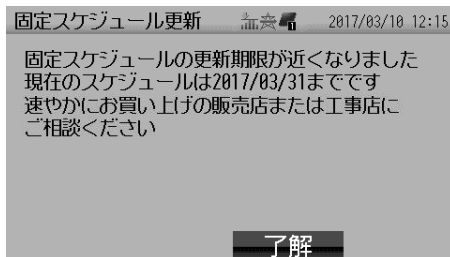 固定スケジュール更新 2017/03/10 12:15
固定スケジュールの更新期限が近くなりました
現在のスケジュールは2017/03/31までです
速やかにお買い上げの販売店または工事店に
ご相談ください
了解